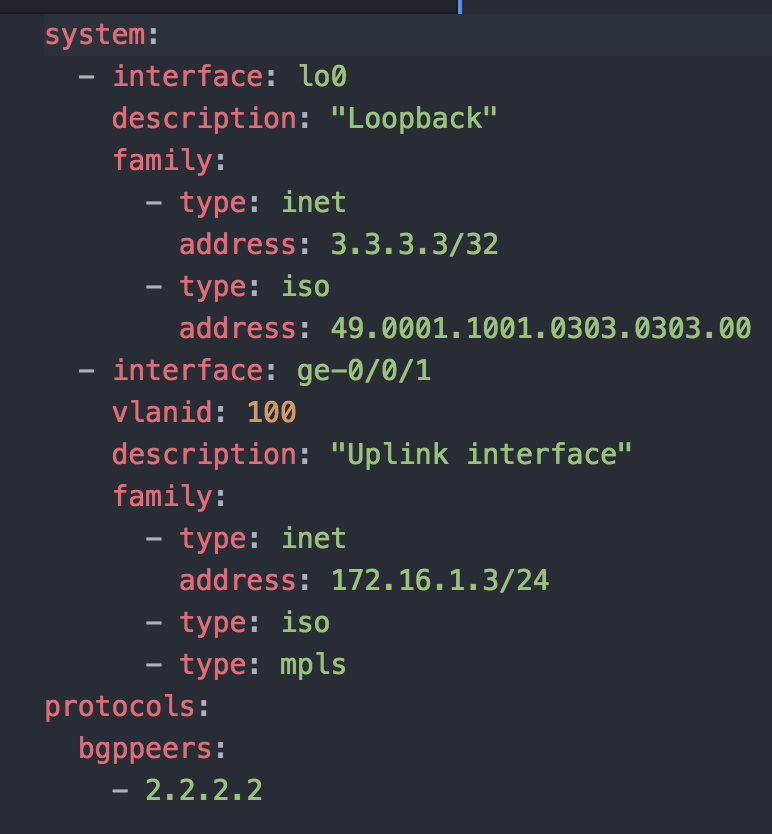 system:
  - interface: lo0
    description: "Loopback"
    family:
      - type: inet
        address: 3.3.3.3/32
      - type: iso
        address: 49.0001.1001.0303.0303.00
  - interface: ge-0/0/1
    vlanid: 100
    description: "Uplink interface"
    family:
      - type: inet
        address: 172.16.1.3/24
      - type: iso
      - type: mpls
protocols:
  bgppeers:
    - 2.2.2.2